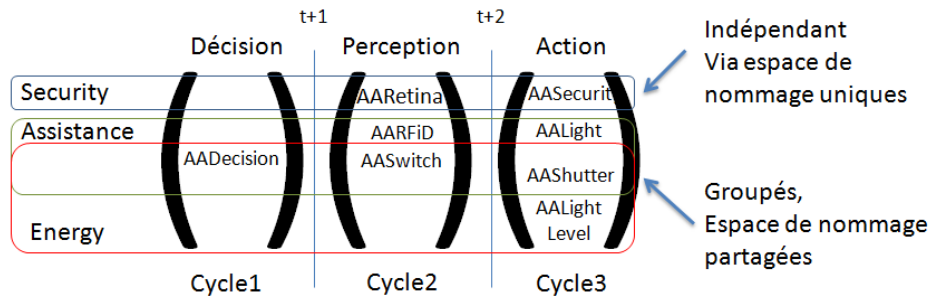 t+1
t+2
Décision
Perception
Action
Indépendant
Via espace de
nommage uniques
Security
AARetina
AASecurit
Assistance
AARFiD
AALight
AADecision
AASwitch
AAShutter
Groupés,
Espace de nommage
partagées
Energy
AALight
Level
Cycle1
Cycle2
Cycle3